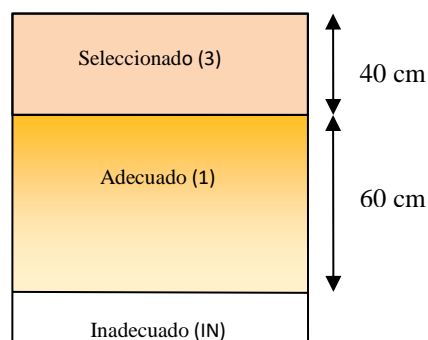 Seleccionado (3)
40 cm
Adecuado (1)
60 cm
Inadecuado (IN)